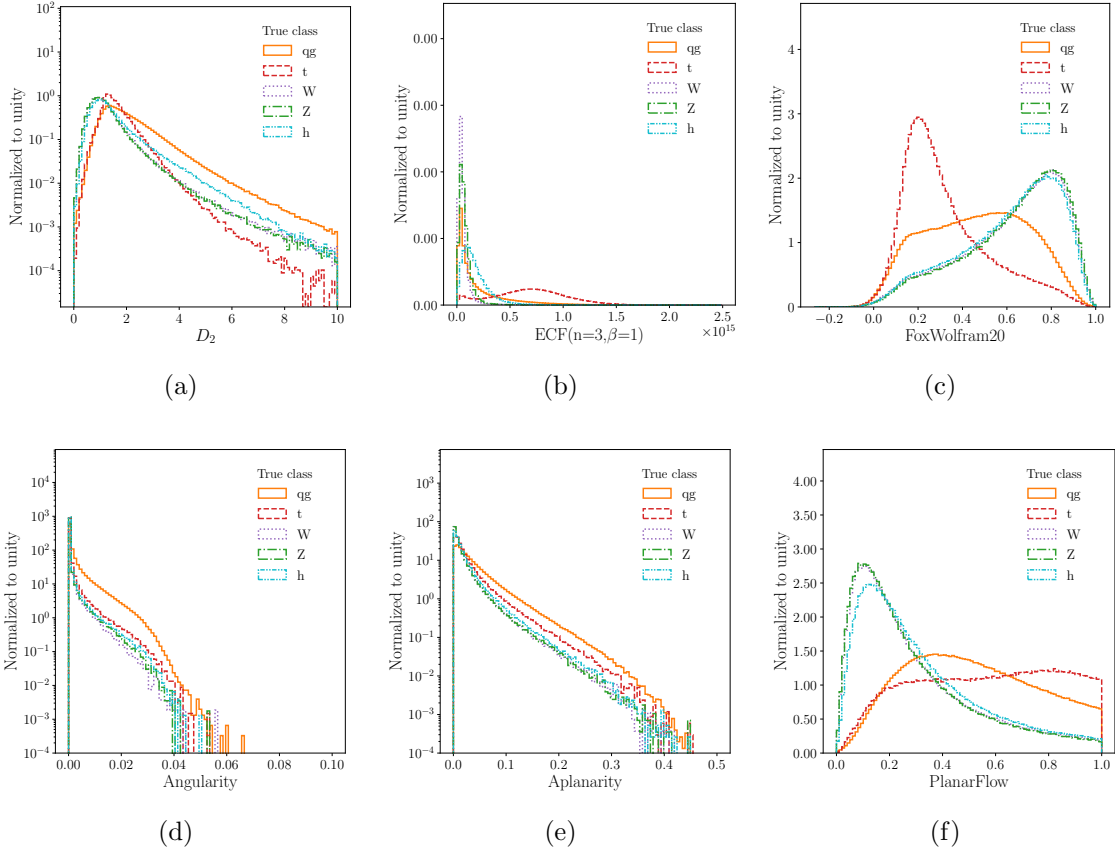 Normalized to unity
10²
10¹
10⁰
10⁻¹
10⁻²
10⁻³
10⁻⁴
True class
qg
t
W
Z
h
0 2 4 6 8 10
D₂
(a)
Normalized to unity
0.00
0.00
0.00
0.00
0.00
True class
qg
t
W
Z
h
0.0 0.5 1.0 1.5 2.0 2.5
×10¹⁵
ECF(n=3,β=1)
(b)
Normalized to unity
4
3
2
1
0
True class
qg
t
W
Z
h
−0.2 0.0 0.2 0.4 0.6 0.8 1.0
FoxWolfram20
(c)
Normalized to unity
10⁴
10³
10²
10¹
10⁰
10⁻¹
10⁻²
10⁻³
10⁻⁴
True class
qg
t
W
Z
h
0.00 0.02 0.04 0.06 0.08 0.10
Angularity
(d)
Normalized to unity
10³
10²
10¹
10⁰
10⁻¹
10⁻²
10⁻³
10⁻⁴
True class
qg
t
W
Z
h
0.0 0.1 0.2 0.3 0.4 0.5
Aplanarity
(e)
Normalized to unity
4.00
3.50
3.00
2.50
2.00
1.50
1.00
0.50
0.00
True class
qg
t
W
Z
h
0.0 0.2 0.4 0.6 0.8 1.0
PlanarFlow
(f)